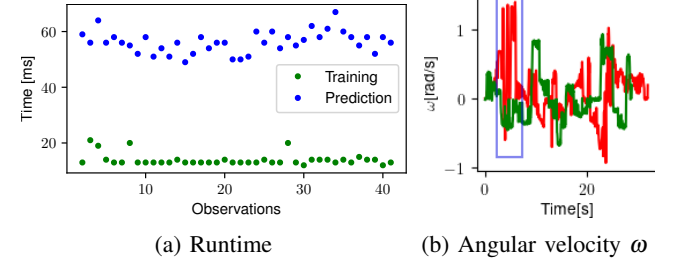 60
40
20
Time [ms]
Training
Prediction
10
20
30
40
Observations
(a) Runtime
1
0
−1
ω[rad/s]
0
20
Time[s]
(b) Angular velocity ω